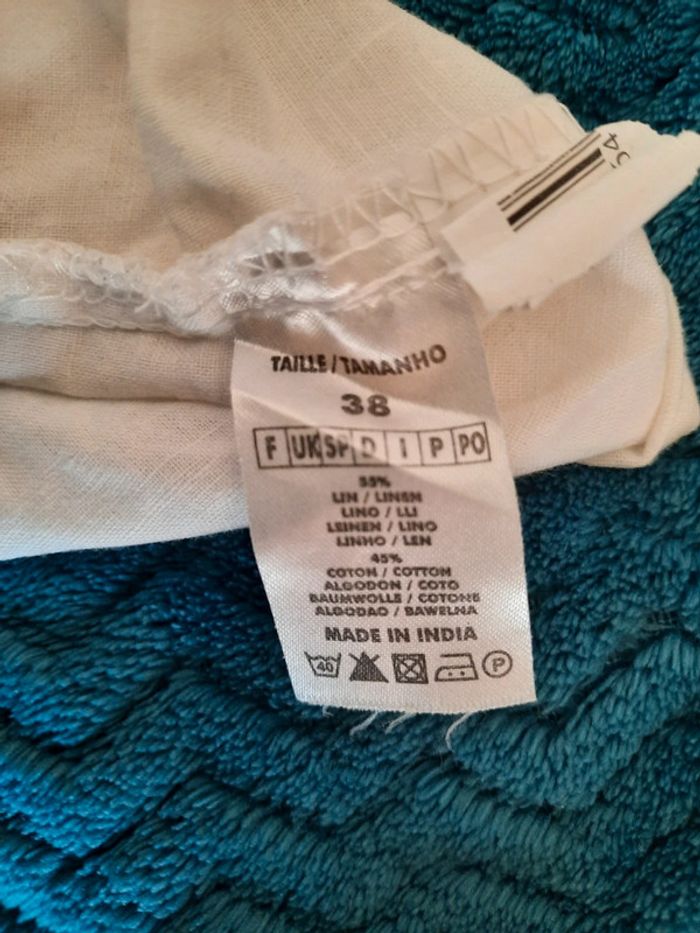 TAILLE / TAMANHO
38
F UK SP D I P PO
55%
LIN / LINEN
LINO / LLI
LEINEN / LINO
LINHO / LEN
45%
COTON / COTTON
ALGODON / COTO
BAUMWOLLE / COTONE
ALGODAO / BAWELNA
MADE IN INDIA
40 P